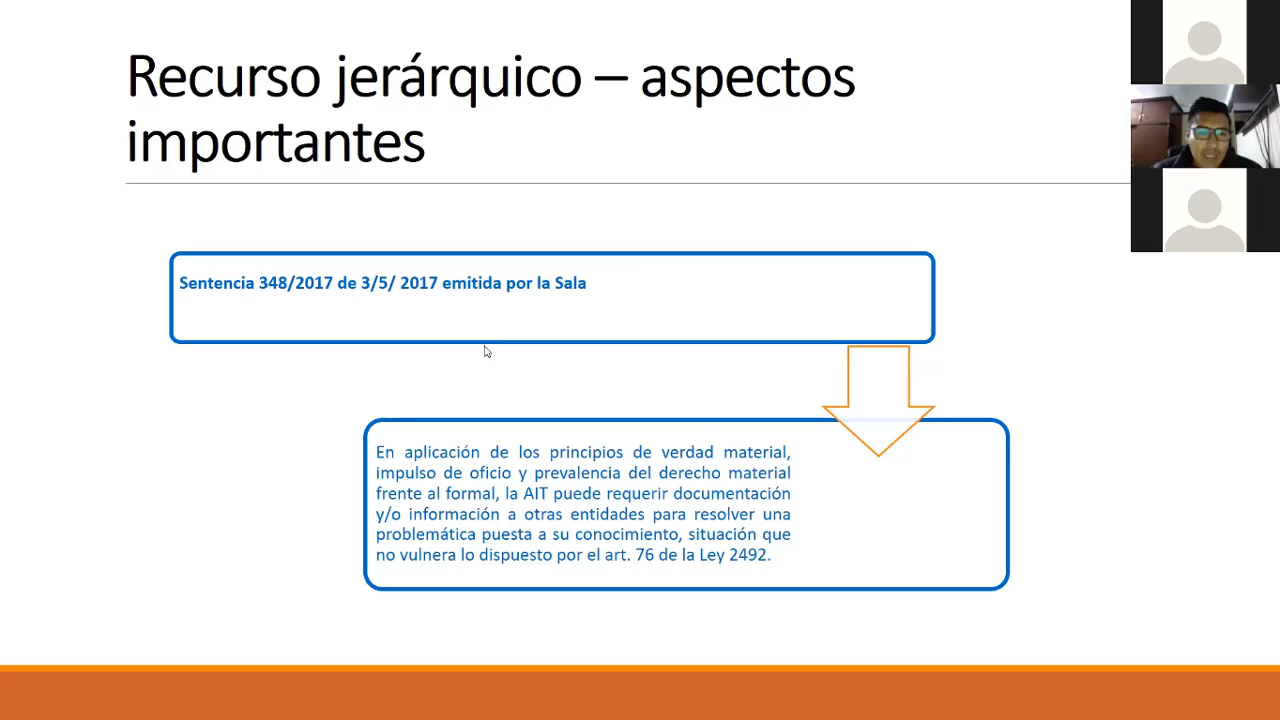 Recurso jerárquico – aspectos
importantes
Sentencia 348/2017 de 3/5/ 2017 emitida por la Sala
En aplicación de los principios de verdad material,
impulso de oficio y prevalencia del derecho material
frente al formal, la AIT puede requerir documentación
y/o información a otras entidades para resolver una
problemática puesta a su conocimiento, situación que
no vulnera lo dispuesto por el art. 76 de la Ley 2492.